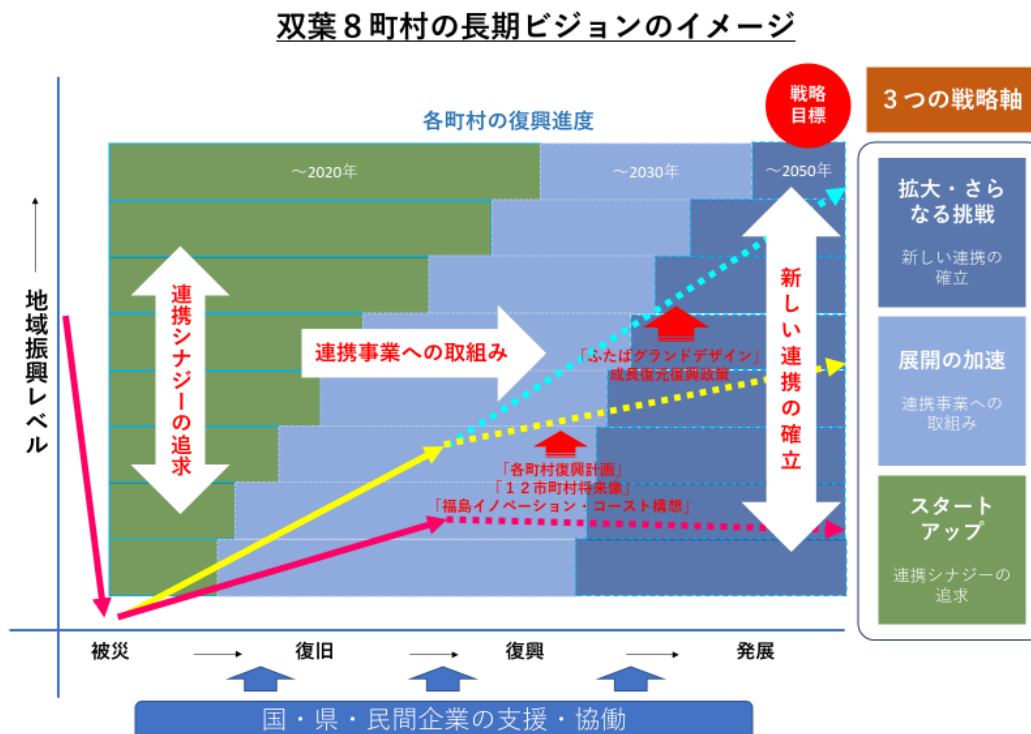 双葉８町村の長期ビジョンのイメージ
戦略
目標
３つの戦略軸
各町村の復興進度
～2020年
～2030年
～2050年
拡大・さら
なる挑戦
新しい連携の
確立
地域振興レベル
連携シナジーの追求
連携事業への取組み
新しい連携の確立
「ふたばグランドデザイン」
成長復元復興政策
展開の加速
連携事業への
取組み
「各町村復興計画」
「１２市町村将来像」
「福島イノベーション・コースト構想」
スタート
アップ
連携シナジーの
追求
被災
復旧
復興
発展
国・県・民間企業の支援・協働